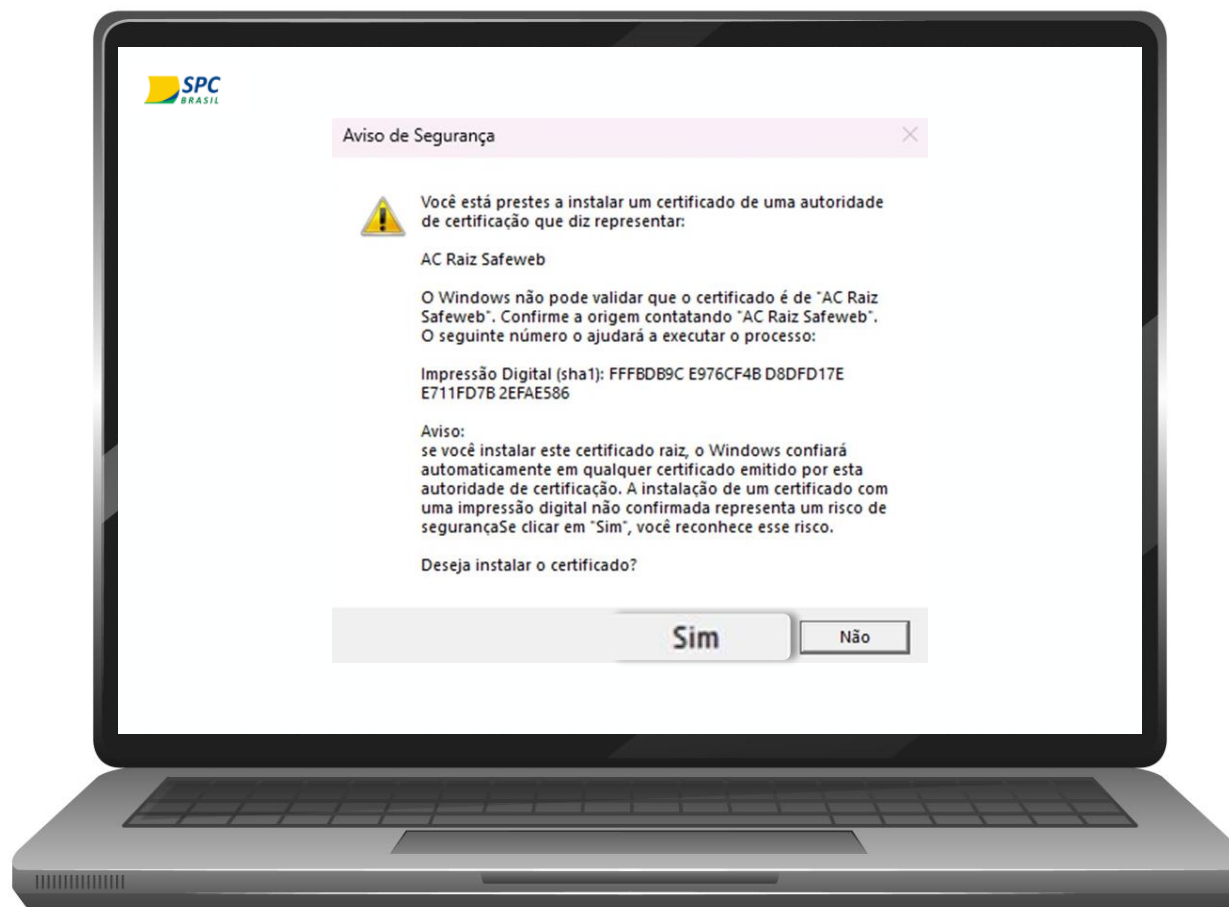 SPC
BRASIL
Aviso de Segurança
Você está prestes a instalar um certificado de uma autoridade
de certificação que diz representar:
AC Raiz Safeweb
O Windows não pode validar que o certificado é de "AC Raiz
Safeweb". Confirme a origem contatando "AC Raiz Safeweb".
O seguinte número o ajudará a executar o processo:
Impressão Digital (sha1): FFFBDB9C E976CF4B D8DFD17E
E711FD7B 2EFAE586
Aviso:
se você instalar este certificado raiz, o Windows confiará
automaticamente em qualquer certificado emitido por esta
autoridade de certificação. A instalação de um certificado com
uma impressão digital não confirmada representa um risco de
segurançaSe clicar em "Sim", você reconhece esse risco.
Deseja instalar o certificado?
Sim
Não